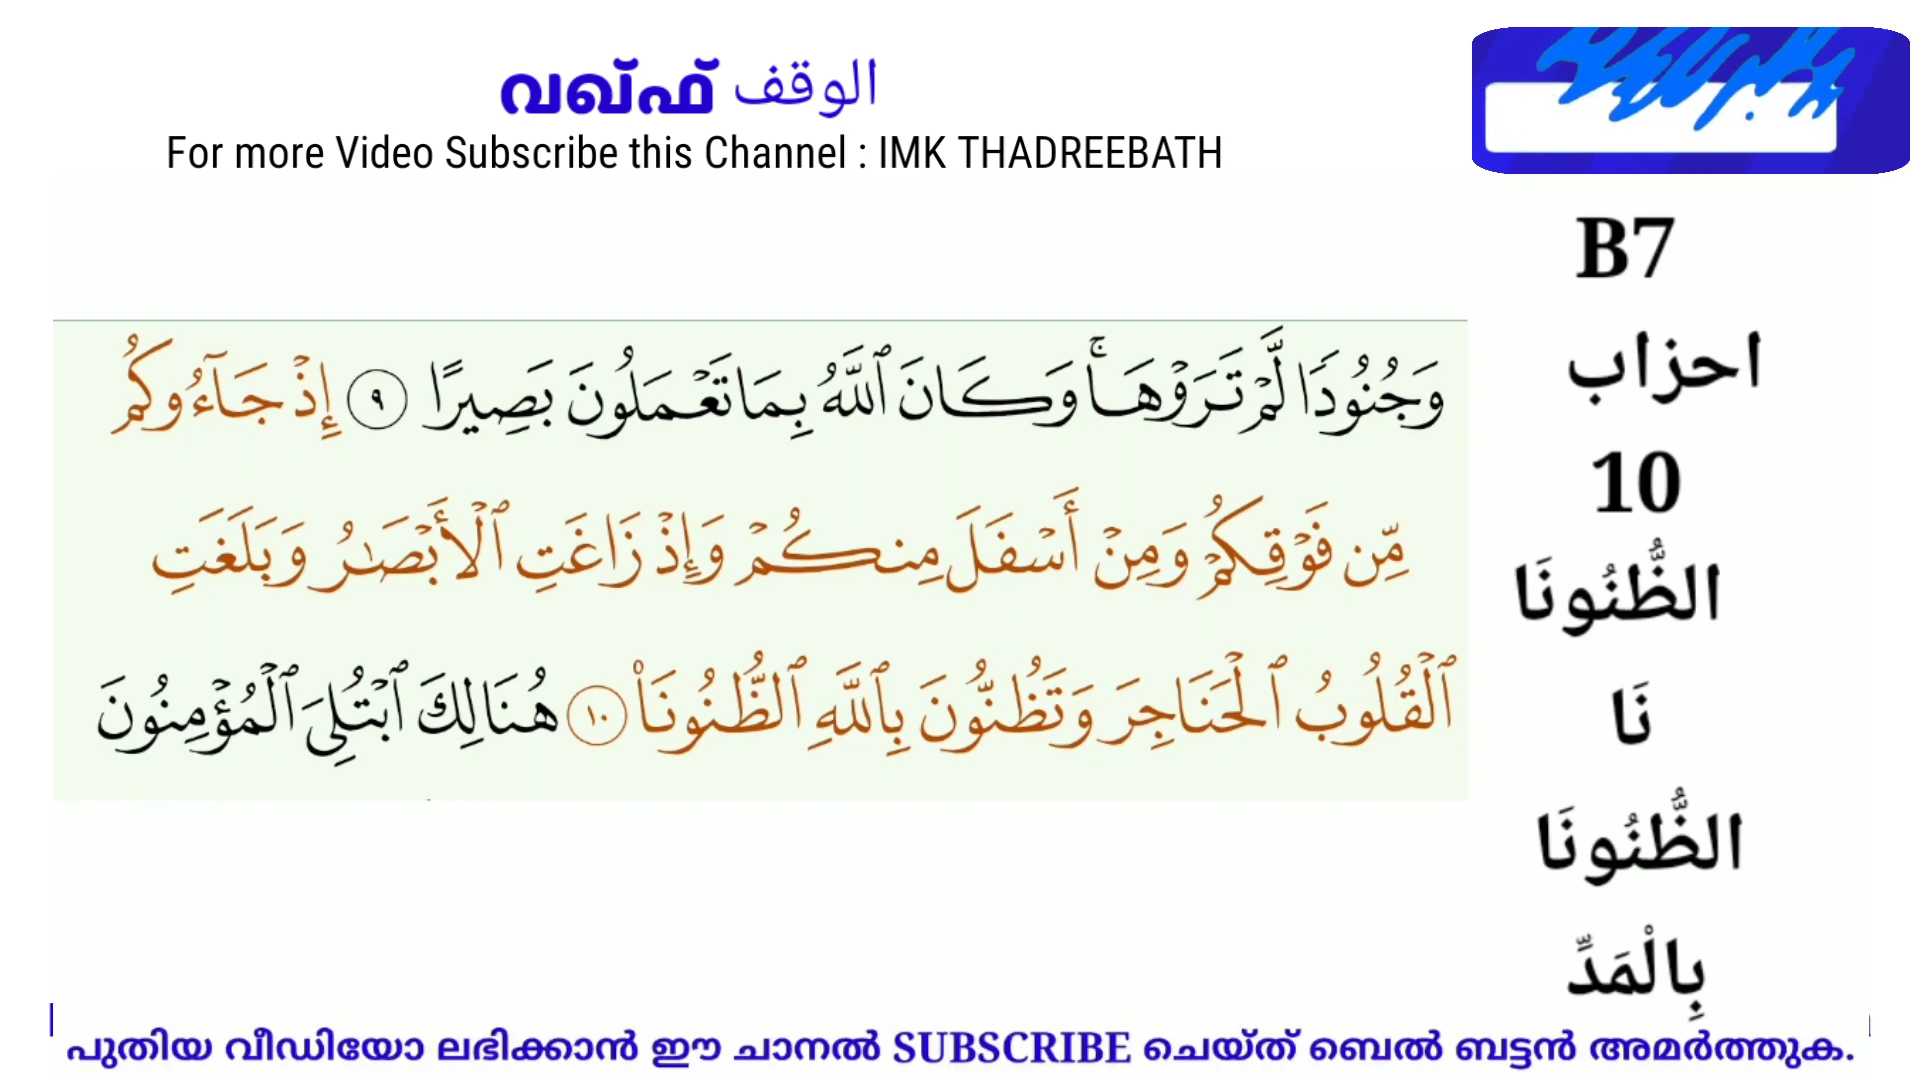 വഖ്ഫ് الوقف
For more Video Subscribe this Channel : IMK THADREEBATH
وَجُنُودٗا لَّمۡ تَرَوۡهَاۚ وَكَانَ ٱللَّهُ بِمَا تَعۡمَلُونَ بَصِيرًا ٩ إِذۡ جَآءُوكُم
مِّن فَوۡقِكُمۡ وَمِنۡ أَسۡفَلَ مِنكُمۡ وَإِذۡ زَاغَتِ ٱلۡأَبۡصَٰرُ وَبَلَغَتِ
ٱلۡقُلُوبُ ٱلۡحَنَاجِرَ وَتَظُنُّونَ بِٱللَّهِ ٱلظُّنُونَا۠ ١٠ هُنَالِكَ ٱبۡتُلِيَ ٱلۡمُؤۡمِنُونَ
B7
احزاب
10
الظُّنُونَا
نَا
الظُّنُونَا
بِالْمَدِّ
പുതിയ വീഡിയോ ലഭിക്കാൻ ഈ ചാനൽ SUBSCRIBE ചെയ്ത് ബെൽ ബട്ടൻ അമർത്തുക.